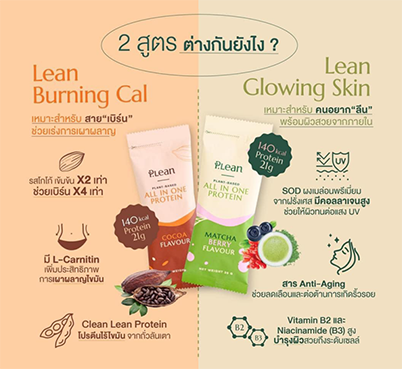 2 สูตร ต่างกันยังไง ?
Lean
Burning Cal
เหมาะสำหรับ สาย“เบิร์น”
ช่วยเร่งการเผาผลาญ
รสโกโก้ เข้มข้น X2 เท่า
ช่วยเบิร์น X4 เท่า
มี L-Carnitin
เพิ่มประสิทธิภาพ
การเผาผลาญไขมัน
Clean Lean Protein
โปรตีนไร้ไขมัน จากถั่วลันเตา
PLean
PLANT-BASED
ALL IN ONE
PROTEIN
140 kcal
Protein
21g
COCOA
FLAVOUR
PLean
PLANT-BASED
ALL IN ONE
PROTEIN
140 kcal
Protein
21g
MATCHA
BERRY
FLAVOUR
Lean
Glowing Skin
เหมาะสำหรับ คนอยาก“ลีน”
พร้อมผิวสวยจากภายใน
UV
SOD ผงเมล่อนพรีเมี่ยม
จากฝรั่งเศส มีคอลลาเจนสูง
ช่วยให้ผิวทนต่อแสง UV
สาร Anti-Aging
ช่วยลดเลือนและต่อต้านการเกิดริ้วรอย
B2
B3
Vitamin B2 และ
Niacinamide (B3) สูง
บำรุงผิวสวยถึงระดับเซลล์